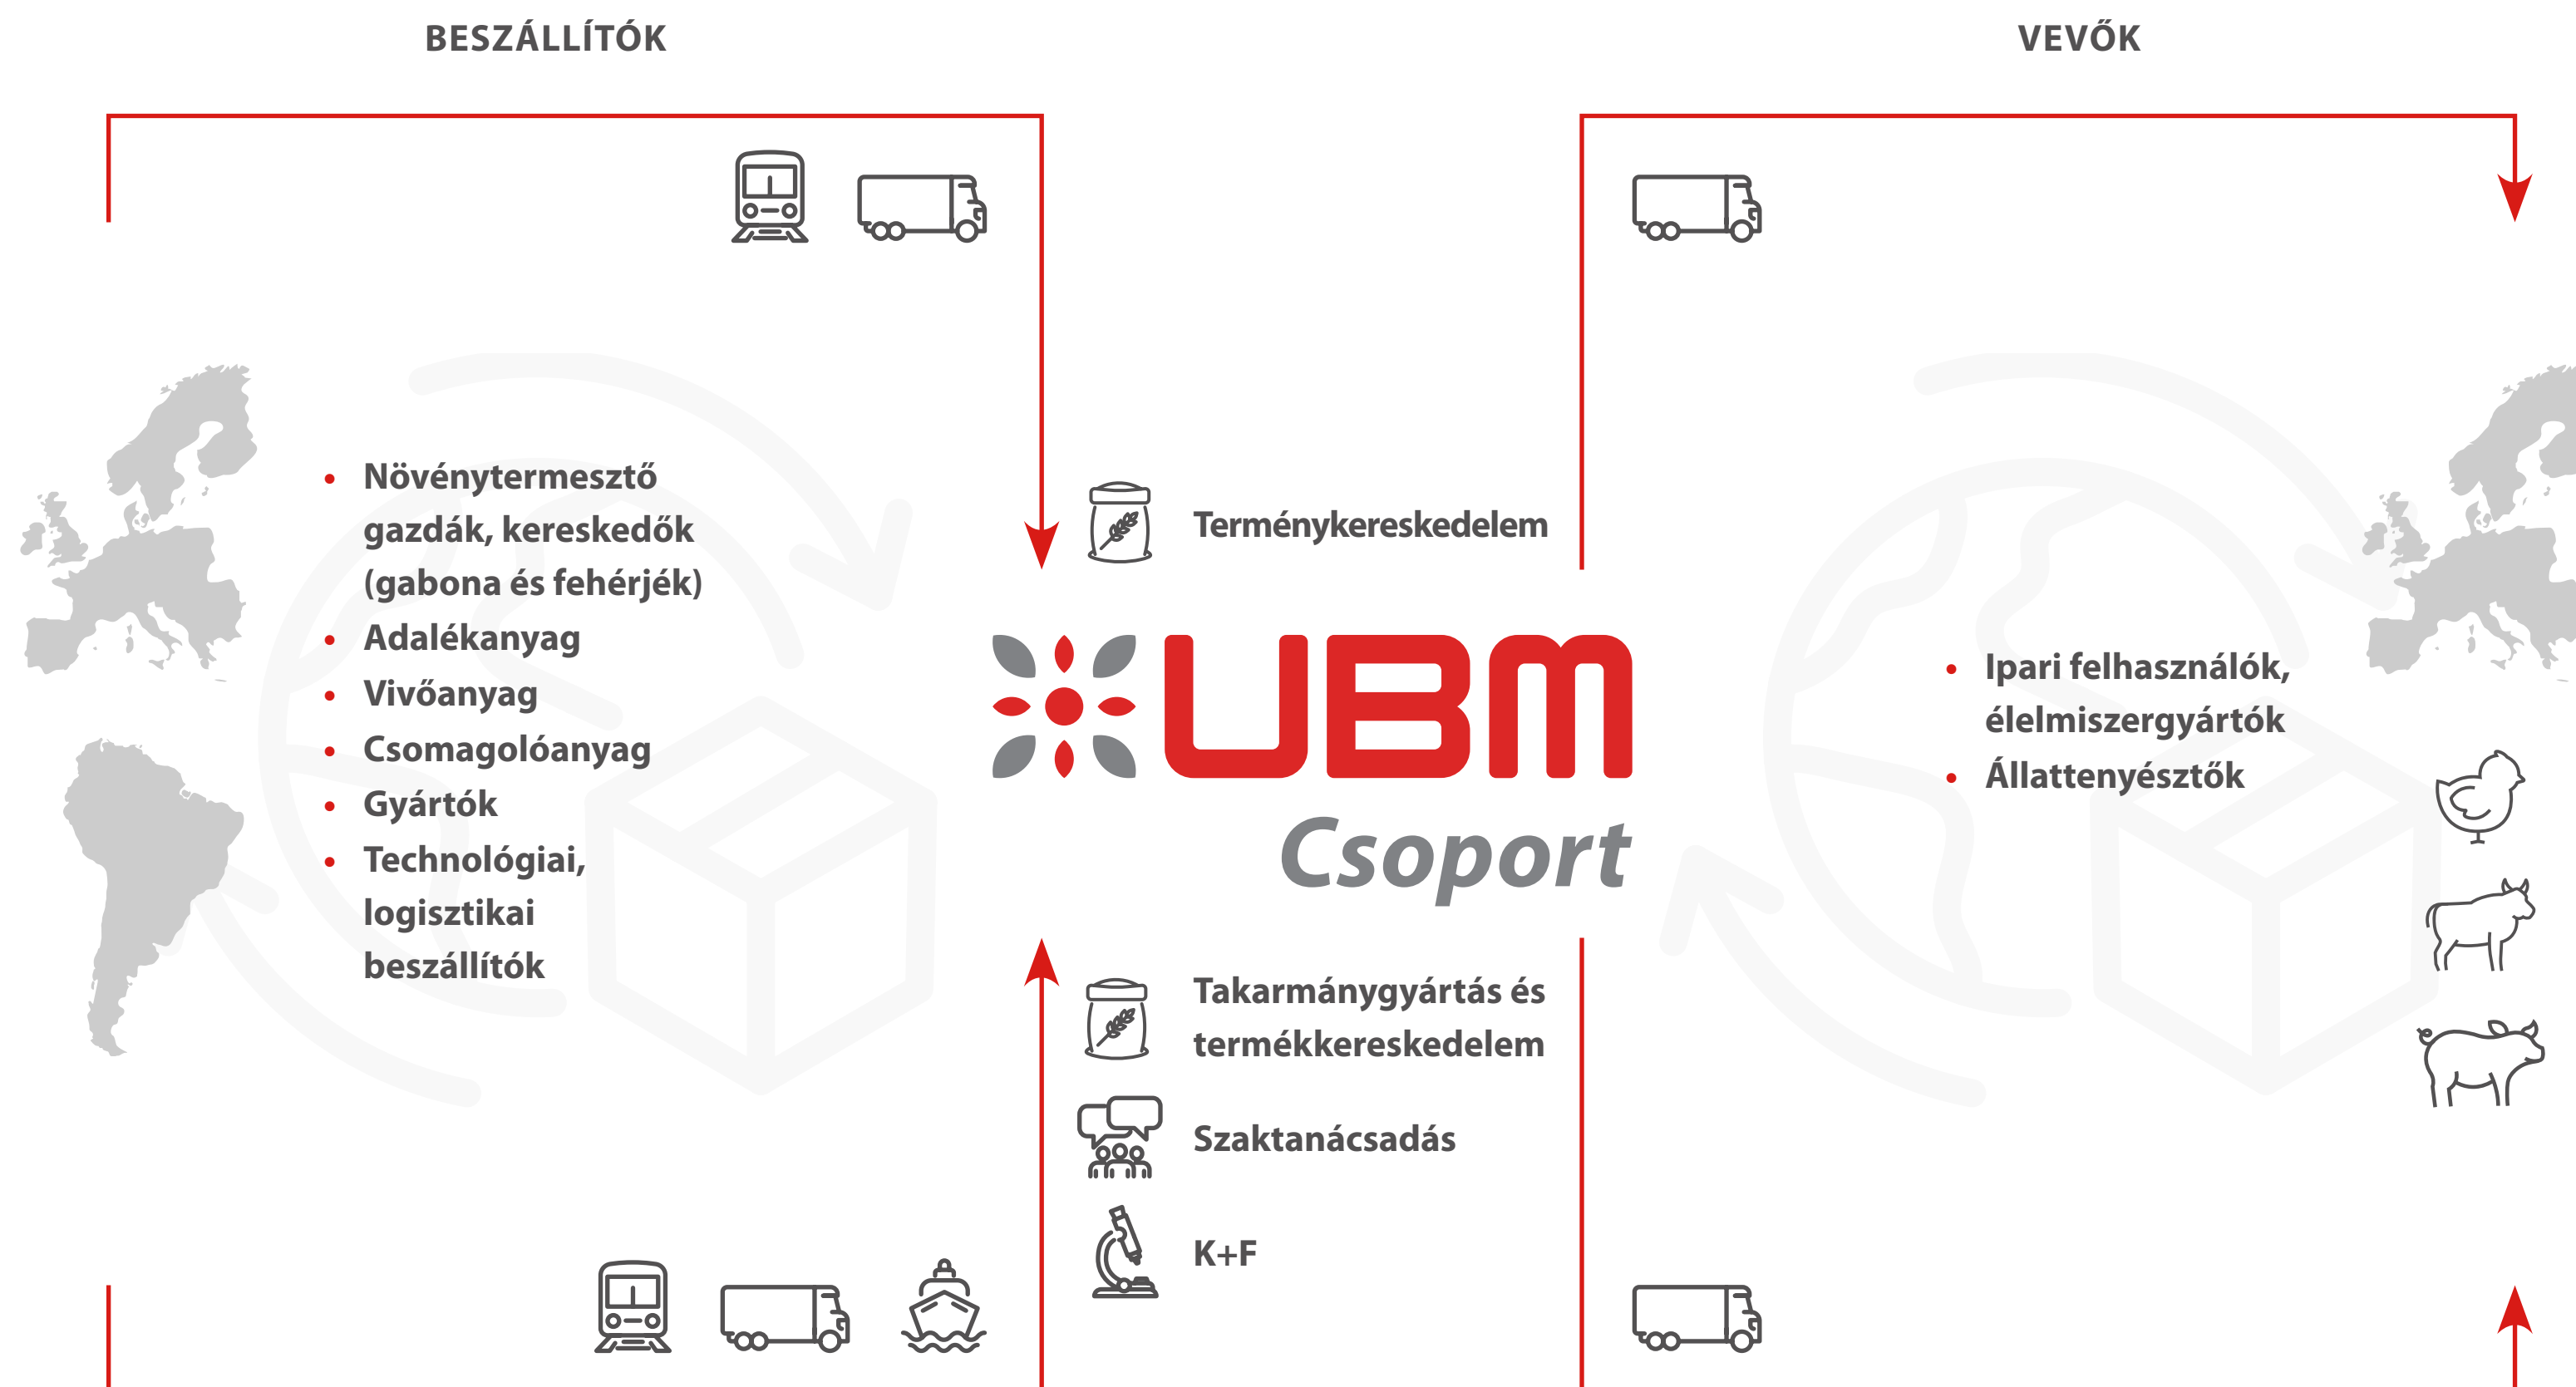 BESZÁLLÍTÓK
VEVŐK
• Növénytermesztő
gazdák, kereskedők
(gabona és fehérjék)
• Adalékanyag
• Vivőanyag
• Csomagolóanyag
• Gyártók
• Technológiai,
logisztikai
beszállítók
Terménykereskedelem
UBM
Csoport
Takarmánygyártás és
termékkereskedelem
Szaktanácsadás
K+F
• Ipari felhasználók,
élelmiszergyártók
• Állattenyésztők